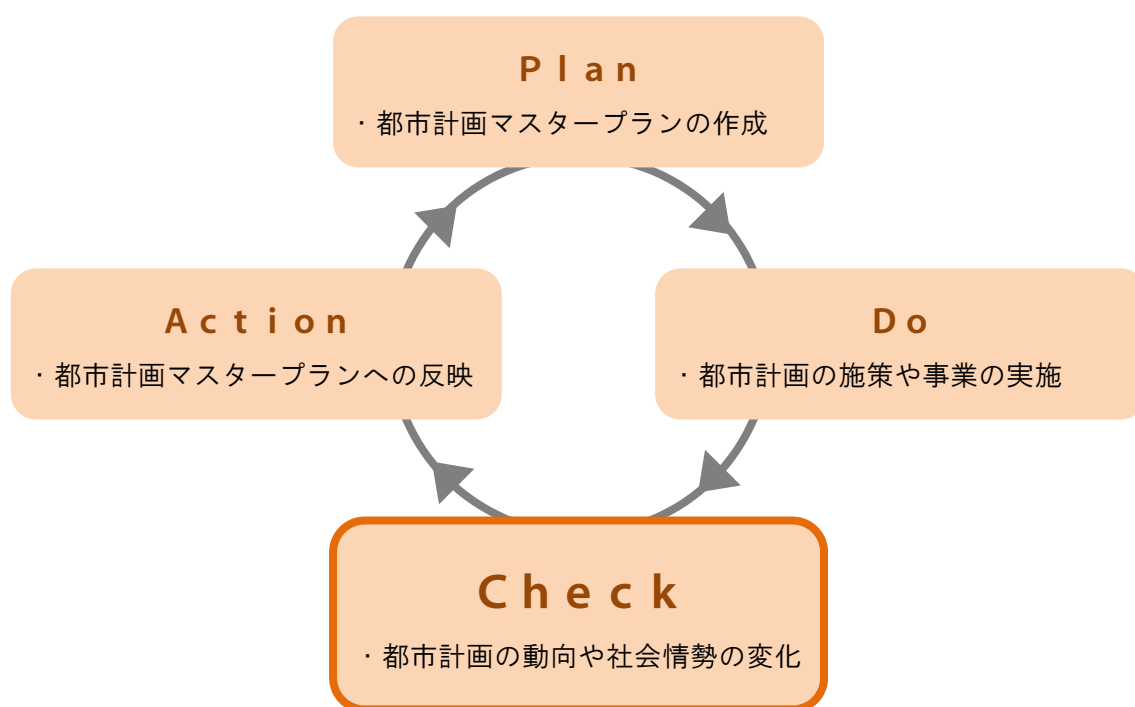 Plan
・都市計画マスタープランの作成
Action
・都市計画マスタープランへの反映
Do
・都市計画の施策や事業の実施
Check
・都市計画の動向や社会情勢の変化